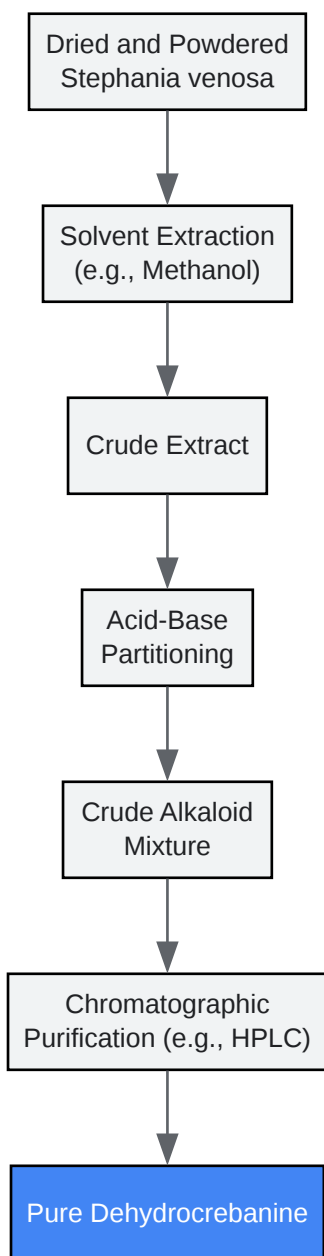 Dried and Powdered
Stephania venosa
Solvent Extraction
(e.g., Methanol)
Crude Extract
Acid-Base
Partitioning
Crude Alkaloid
Mixture
Chromatographic
Purification (e.g., HPLC)
Pure Dehydrocrebanine